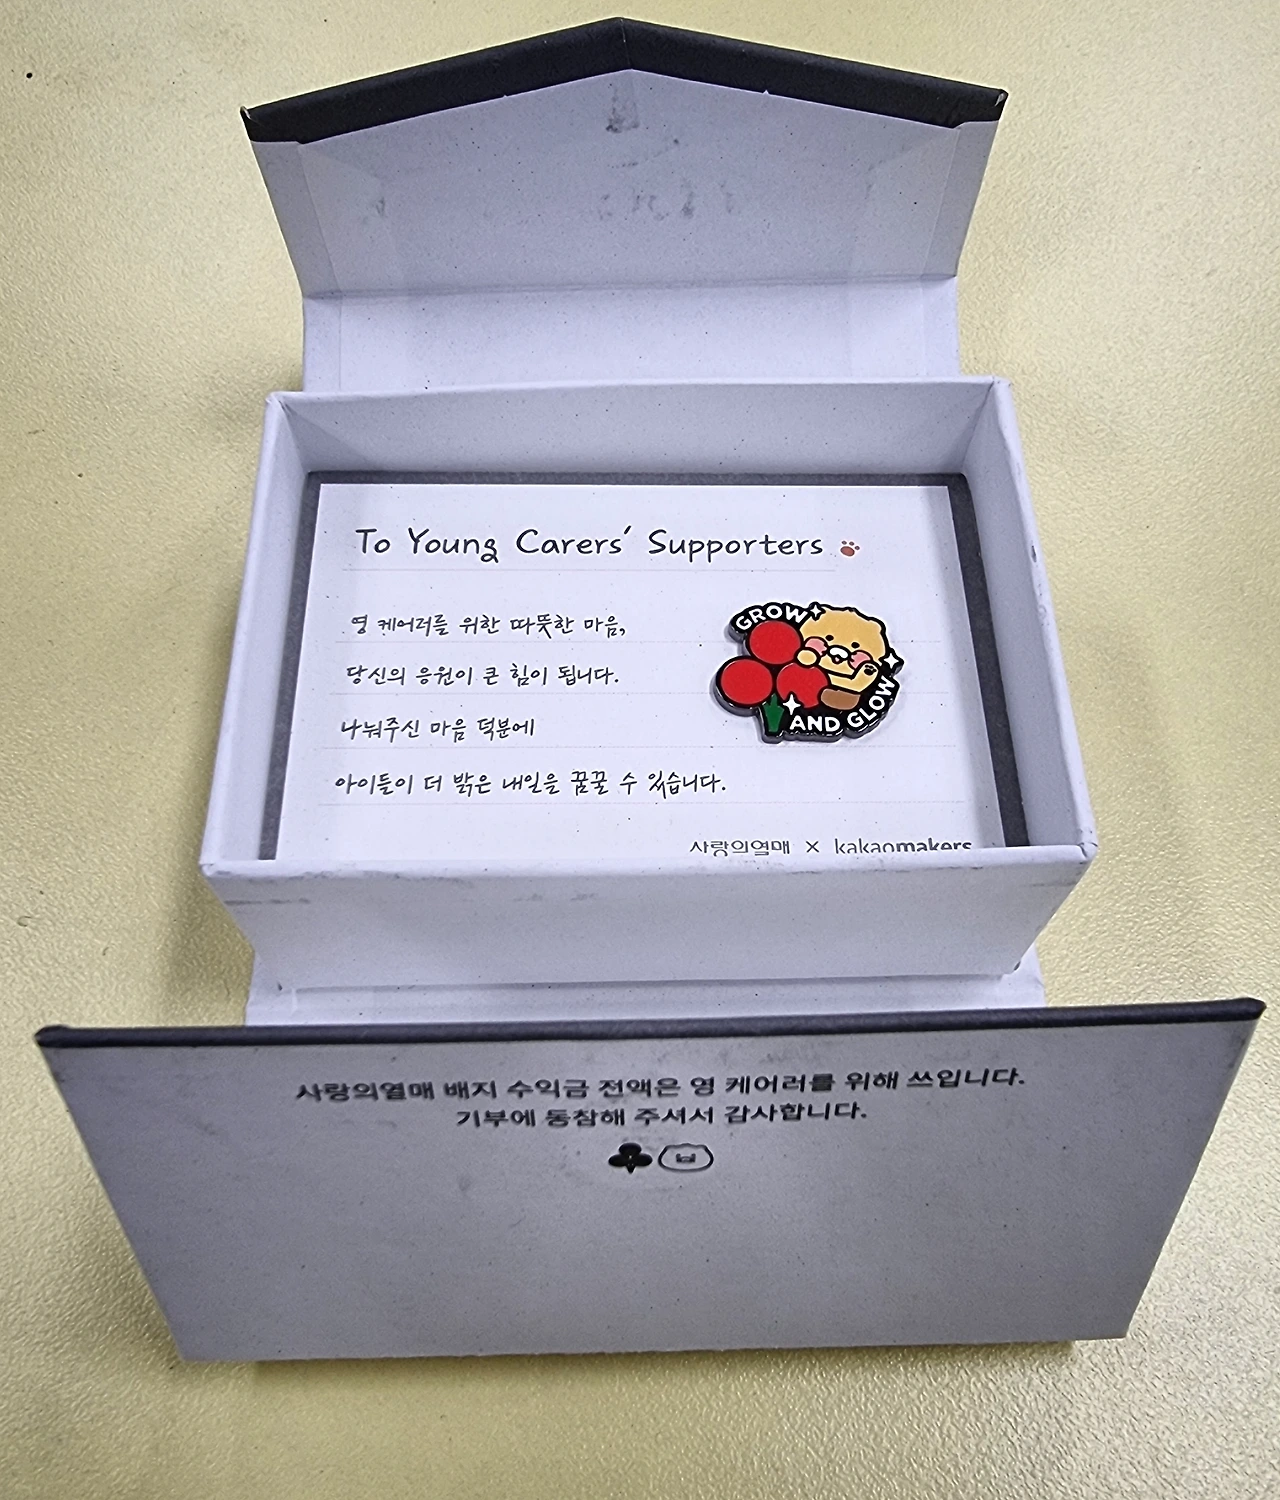 To Young Carers' Supporters
영 케어러를 위한 따뜻한 마음,
당신의 응원이 큰 힘이 됩니다.
나눠주신 마음 덕분에
아이들이 더 밝은 내일을 꿈꿀 수 있습니다.
GROW
AND GLOW
사랑의열매 × kakaomakers
사랑의열매 배지 수익금 전액은 영 케어러를 위해 쓰입니다.
기부에 동참해 주셔서 감사합니다.